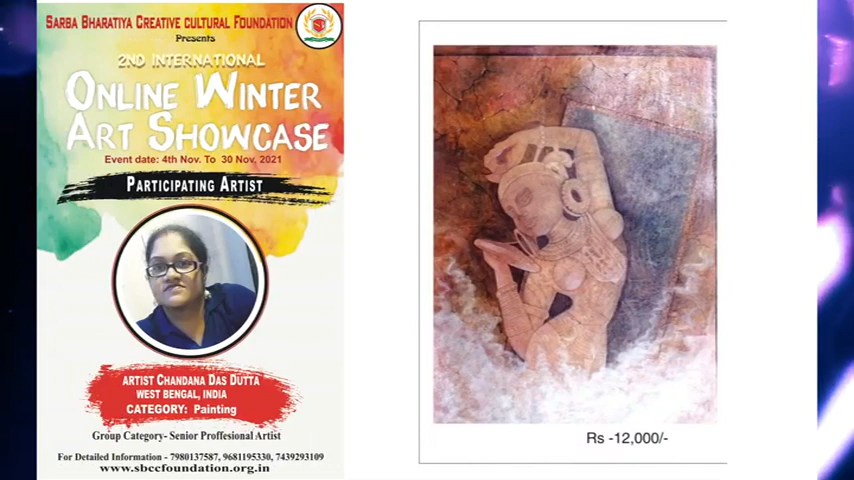 SARBA BHARATIYA CREATIVE CULTURAL FOUNDATION
Presents
2ND INTERNATIONAL
ONLINE WINTER
ART SHOWCASE
Event date: 4th Nov. To 30 Nov. 2021
PARTICIPATING ARTIST
ARTIST CHANDANA DAS DUTTA
WEST BENGAL, INDIA
CATEGORY: Painting
Group Category- Senior Proffesional Artist
For Detailed Information - 7980137587, 9681195330, 7439293109
www.sbccfoundation.org.in
Rs -12,000/-